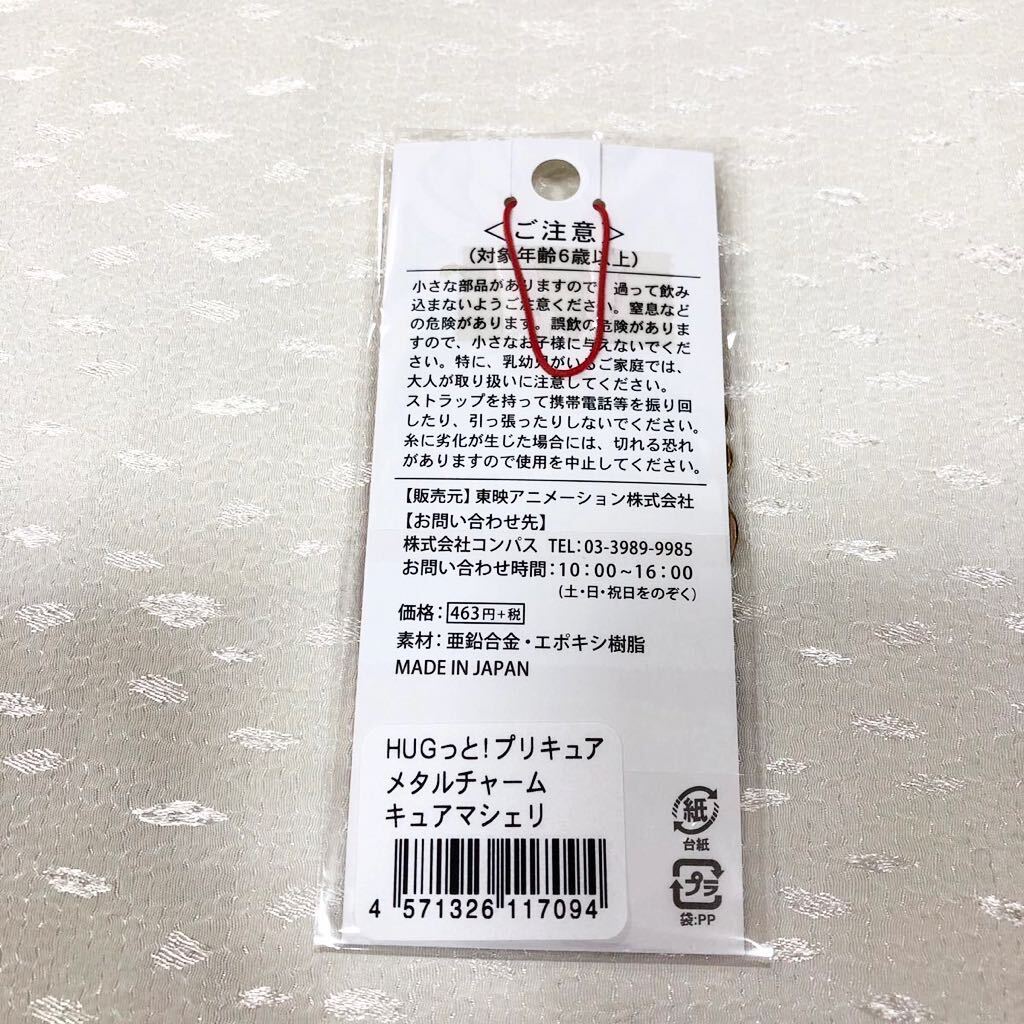 ＜ご注意＞
(対象年齢6歳以上)
小さな部品がありますので、過って飲み
込まないようご注意ください。窒息など
の危険があります。誤飲の危険がありま
すので、小さなお子様に与えないでくだ
さい。特に、乳幼児がいるご家庭では、
大人が取り扱いに注意してください。
ストラップを持って携帯電話等を振り回
したり、引っ張ったりしないでください。
糸に劣化が生じた場合には、切れる恐れ
がありますので使用を中止してください。
【販売元】東映アニメーション株式会社
【お問い合わせ先】
株式会社コンパス TEL:03-3989-9985
お問い合わせ時間:10:00～16:00
(土・日・祝日をのぞく)
価格:463円+税
素材:亜鉛合金・エポキシ樹脂
MADE IN JAPAN
HUGっと!プリキュア
メタルチャーム
キュアマシェリ
4 571326 117094
紙
台紙
プラ
袋:PP